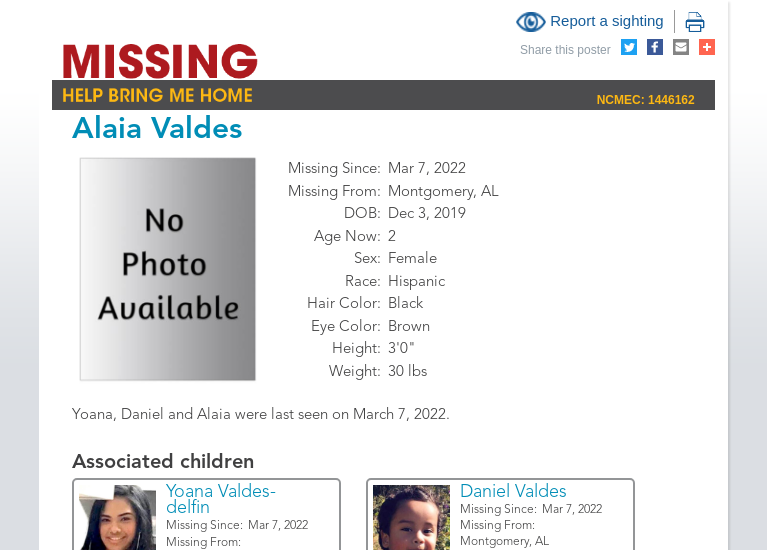 Report a sighting
Share this poster
MISSING
HELP BRING ME HOME
NCMEC: 1446162
Alaia Valdes
No
Photo
Available
Missing Since: Mar 7, 2022
Missing From: Montgomery, AL
DOB: Dec 3, 2019
Age Now: 2
Sex: Female
Race: Hispanic
Hair Color: Black
Eye Color: Brown
Height: 3'0"
Weight: 30 lbs
Yoana, Daniel and Alaia were last seen on March 7, 2022.
Associated children
Yoana Valdes-
delfin
Missing Since: Mar 7, 2022
Missing From:
Daniel Valdes
Missing Since: Mar 7, 2022
Missing From:
Montgomery, AL